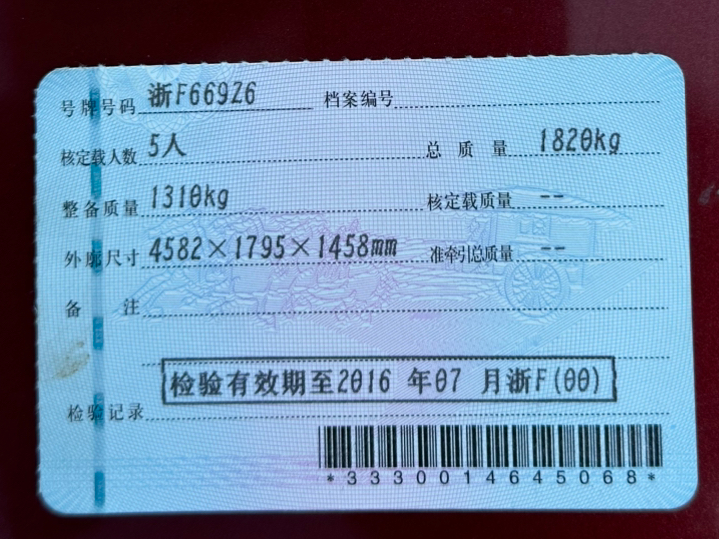 号牌号码 浙F669Z6 档案编号
核定载人数 5人 总质量 1820kg
整备质量 1310kg 核定载质量 --
外廓尺寸 4582×1795×1458mm 准牵引总质量 --
备注
检验有效期至2016 年07 月浙F(00)
检验记录
*3330014645068*